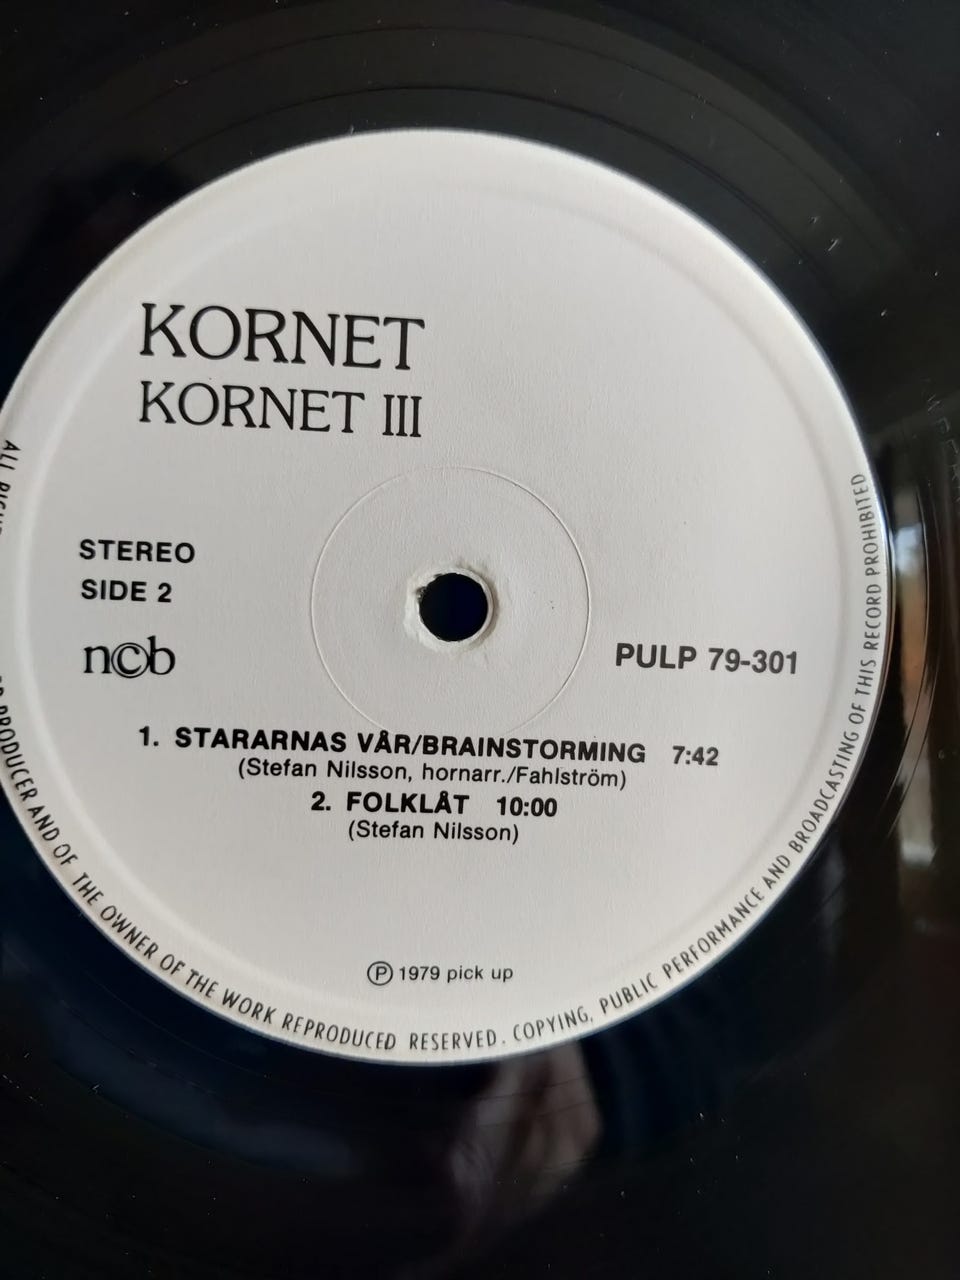 KORNET
KORNET III
STEREO
SIDE 2
ncb
PULP 79-301
1. STARARNAS VÅR/BRAINSTORMING 7:42
(Stefan Nilsson, hornarr./Fahlström)
2. FOLKLÅT 10:00
(Stefan Nilsson)
Ⓟ 1979 pick up
ALL
PRODUCER AND OF THE OWNER OF THE WORK REPRODUCED RESERVED. COPYING, PUBLIC PERFORMANCE AND BROADCASTING OF THIS RECORD PROHIBITED